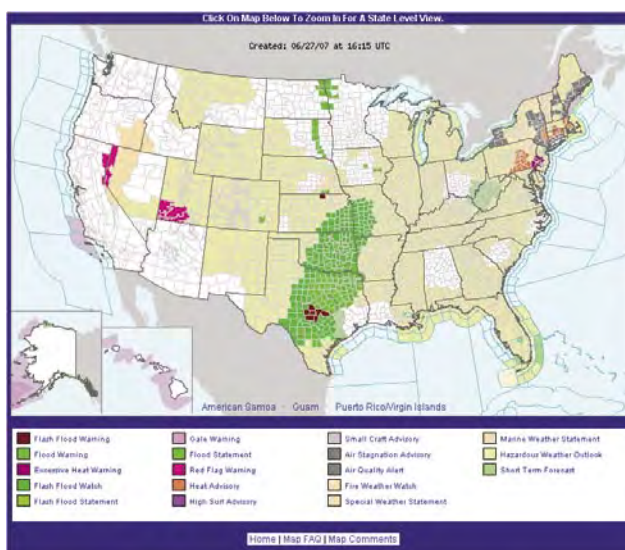 Click On Map Below To Zoom In For A State Level View.
Created: 06/27/07 at 16:15 UTC
American Samoa Guam Puerto Rico/Virgin Islands
Flash Flood Warning Gale Warning Small Craft Advisory Marine Weather Statement
Flood Warning Flood Statement Air Stagnation Advisory Hazardous Weather Outlook
Excessive Heat Warning Red Flag Warning Air Quality Alert Short Term Forecast
Flash Flood Watch Heat Advisory Fire Weather Watch
Flash Flood Statement High Surf Advisory Special Weather Statement
Home | Map FAQ | Map Comments